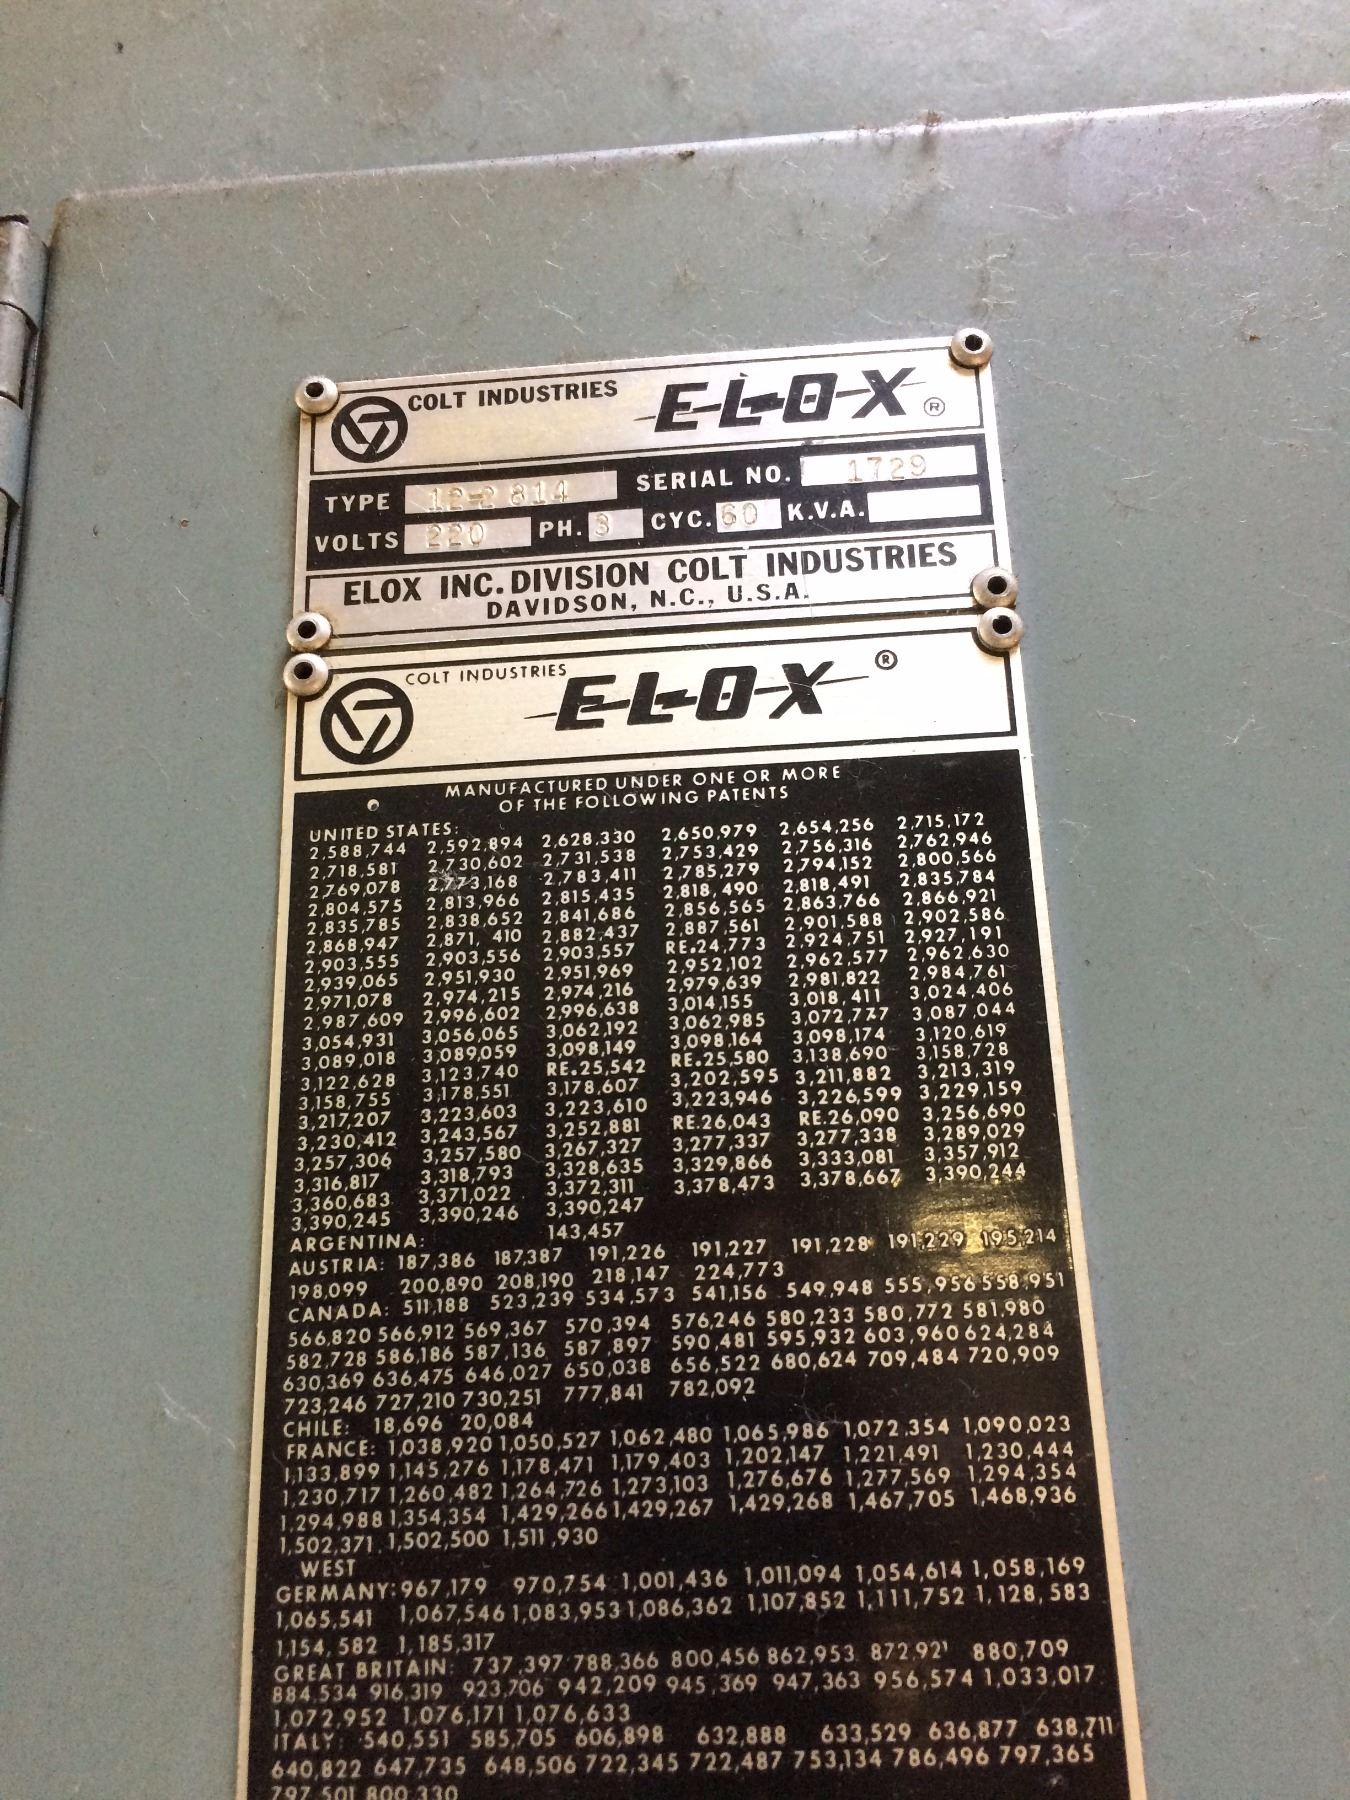 COLT INDUSTRIES ELOX ®
TYPE 12-2814 SERIAL NO. 1729
VOLTS 220 PH. 3 CYC. 60 K.V.A.
ELOX INC. DIVISION COLT INDUSTRIES
DAVIDSON, N.C., U.S.A.
COLT INDUSTRIES ELOX ®
MANUFACTURED UNDER ONE OR MORE
OF THE FOLLOWING PATENTS
UNITED STATES:
2,588,744 2,592,894 2,628,330 2,650,979 2,654,256 2,715,172
2,718,581 2,730,602 2,731,538 2,753,429 2,756,316 2,762,946
2,769,078 2,773,168 2,783,411 2,785,279 2,794,152 2,800,566
2,804,575 2,813,966 2,815,435 2,818,490 2,818,491 2,835,784
2,835,785 2,838,652 2,841,686 2,856,565 2,863,766 2,866,921
2,868,947 2,871,410 2,882,437 2,887,561 2,901,588 2,902,586
2,903,555 2,903,556 2,903,557 RE.24,773 2,924,751 2,927,191
2,939,065 2,951,930 2,951,969 2,952,102 2,962,577 2,962,630
2,971,078 2,974,215 2,974,216 2,979,639 2,981,822 2,984,761
2,987,609 2,996,602 2,996,638 3,014,155 3,018,411 3,024,406
3,054,931 3,056,065 3,062,192 3,062,985 3,072,777 3,087,044
3,089,018 3,089,059 3,098,149 3,098,164 3,098,174 3,120,619
3,122,628 3,123,740 RE.25,542 RE.25,580 3,138,690 3,158,728
3,158,755 3,178,551 3,178,607 3,202,595 3,211,882 3,213,319
3,217,207 3,223,603 3,223,610 3,223,946 3,226,599 3,229,159
3,230,412 3,243,567 3,252,881 RE.26,043 RE.26,090 3,256,690
3,257,306 3,257,580 3,267,327 3,277,337 3,277,338 3,289,029
3,316,817 3,318,793 3,328,635 3,329,866 3,333,081 3,357,912
3,360,683 3,371,022 3,372,311 3,378,473 3,378,667 3,390,244
3,390,245 3,390,246 3,390,247
ARGENTINA: 143,457
AUSTRIA: 187,386 187,387 191,226 191,227 191,228 191,229 195,214
198,099 200,890 208,190 218,147 224,773
CANADA: 511,188 523,239 534,573 541,156 549,948 555,956 558,951
566,820 566,912 569,367 570,394 576,246 580,233 580,772 581,980
582,728 586,186 587,136 587,897 590,481 595,932 603,960 624,284
630,369 636,475 646,027 650,038 656,522 680,624 709,484 720,909
723,246 727,210 730,251 777,841 782,092
CHILE: 18,696 20,084
FRANCE: 1,038,920 1,050,527 1,062,480 1,065,986 1,072,354 1,090,023
1,133,899 1,145,276 1,178,471 1,179,403 1,202,147 1,221,491 1,230,444
1,230,717 1,260,482 1,264,726 1,273,103 1,276,676 1,277,569 1,294,354
1,294,988 1,354,354 1,429,266 1,429,267 1,429,268 1,467,705 1,468,936
1,502,371 1,502,500 1,511,930
WEST
GERMANY: 967,179 970,754 1,001,436 1,011,094 1,054,614 1,058,169
1,065,541 1,067,546 1,083,953 1,086,362 1,107,852 1,111,752 1,128,583
1,154,582 1,185,317
GREAT BRITAIN: 737,397 788,366 800,456 862,953 872,921 880,709
884,534 916,319 923,706 942,209 945,369 947,363 956,574 1,033,017
1,072,952 1,076,171 1,076,633
ITALY: 540,551 585,705 606,898 632,888 633,529 636,877 638,711
640,822 647,735 648,506 722,345 722,487 753,134 786,496 797,365
797,501 800,330